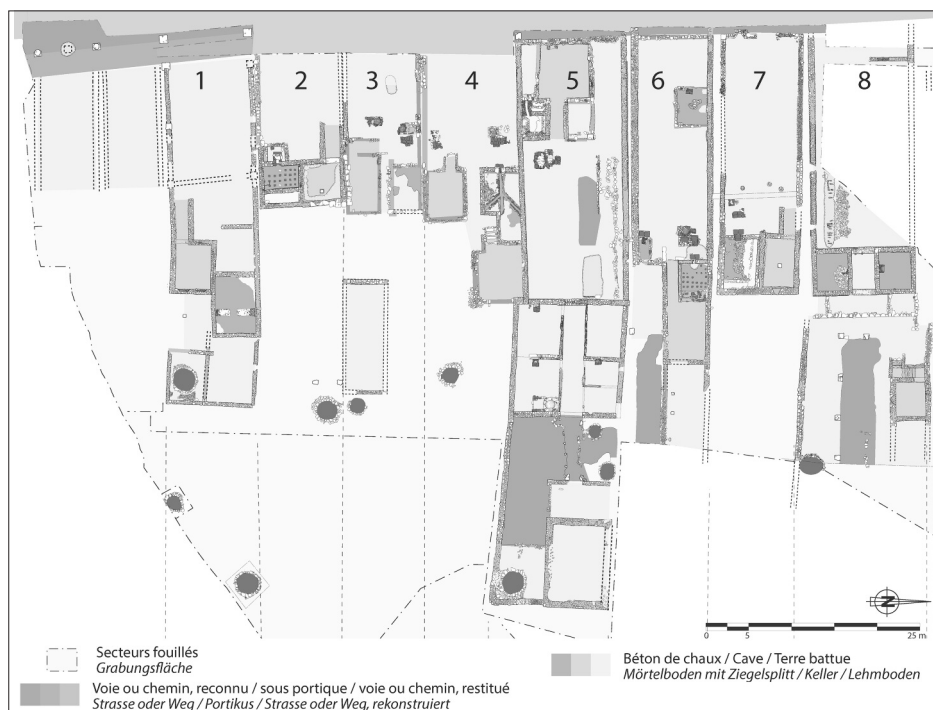 1
2
3
4
5
6
7
8
N
0
5
25 m
Secteurs fouillés
Grabungsfläche
Voie ou chemin, reconnu / sous portique / voie ou chemin, restitué
Strasse oder Weg / Portikus / Strasse oder Weg, rekonstruiert
Béton de chaux / Cave / Terre battue
Mörtelboden mit Ziegelsplitt / Keller / Lehmboden